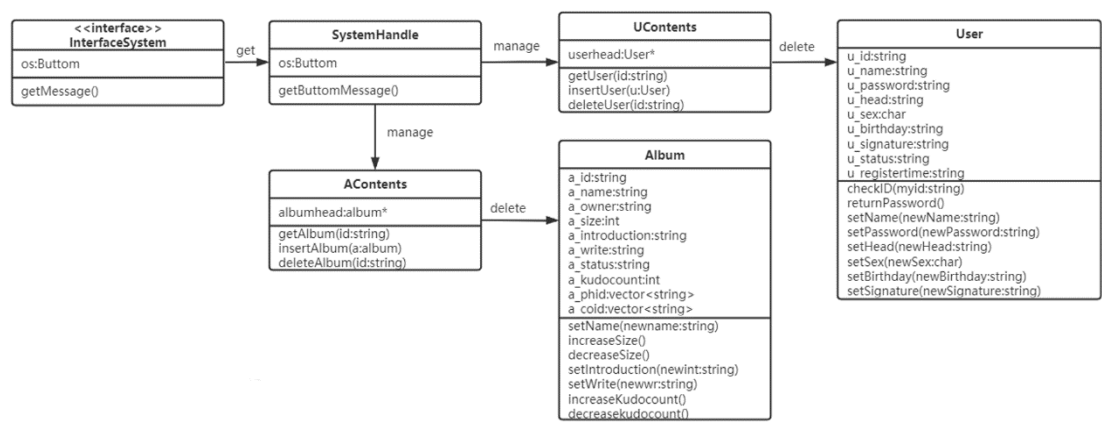 <<interface>>
InterfaceSystem
os:Buttom
getMessage()
get
SystemHandle
os:Buttom
getButtomMessage()
manage
UContents
userhead:User*
getUser(id:string)
insertUser(u:User)
deleteUser(id:string)
delete
User
u_id:string
u_name:string
u_password:string
u_head:string
u_sex:char
u_birthday:string
u_signature:string
u_status:string
u_registertime:string
checkID(myid:string)
returnPassword()
setName(newName:string)
setPassword(newPassword:string)
setHead(newHead:string)
setSex(newSex:char)
setBirthday(newBirthday:string)
setSignature(newSignature:string)
manage
AContents
albumhead:album*
getAlbum(id:string)
insertAlbum(a:album)
deleteAlbum(id:string)
delete
Album
a_id:string
a_name:string
a_owner:string
a_size:int
a_introduction:string
a_write:string
a_status:string
a_kudocount:int
a_phid:vector<string>
a_coid:vector<string>
setName(newname:string)
increaseSize()
decreaseSize()
setIntroduction(newint:string)
setWrite(newwr:string)
increaseKudocount()
decreasekudocount()